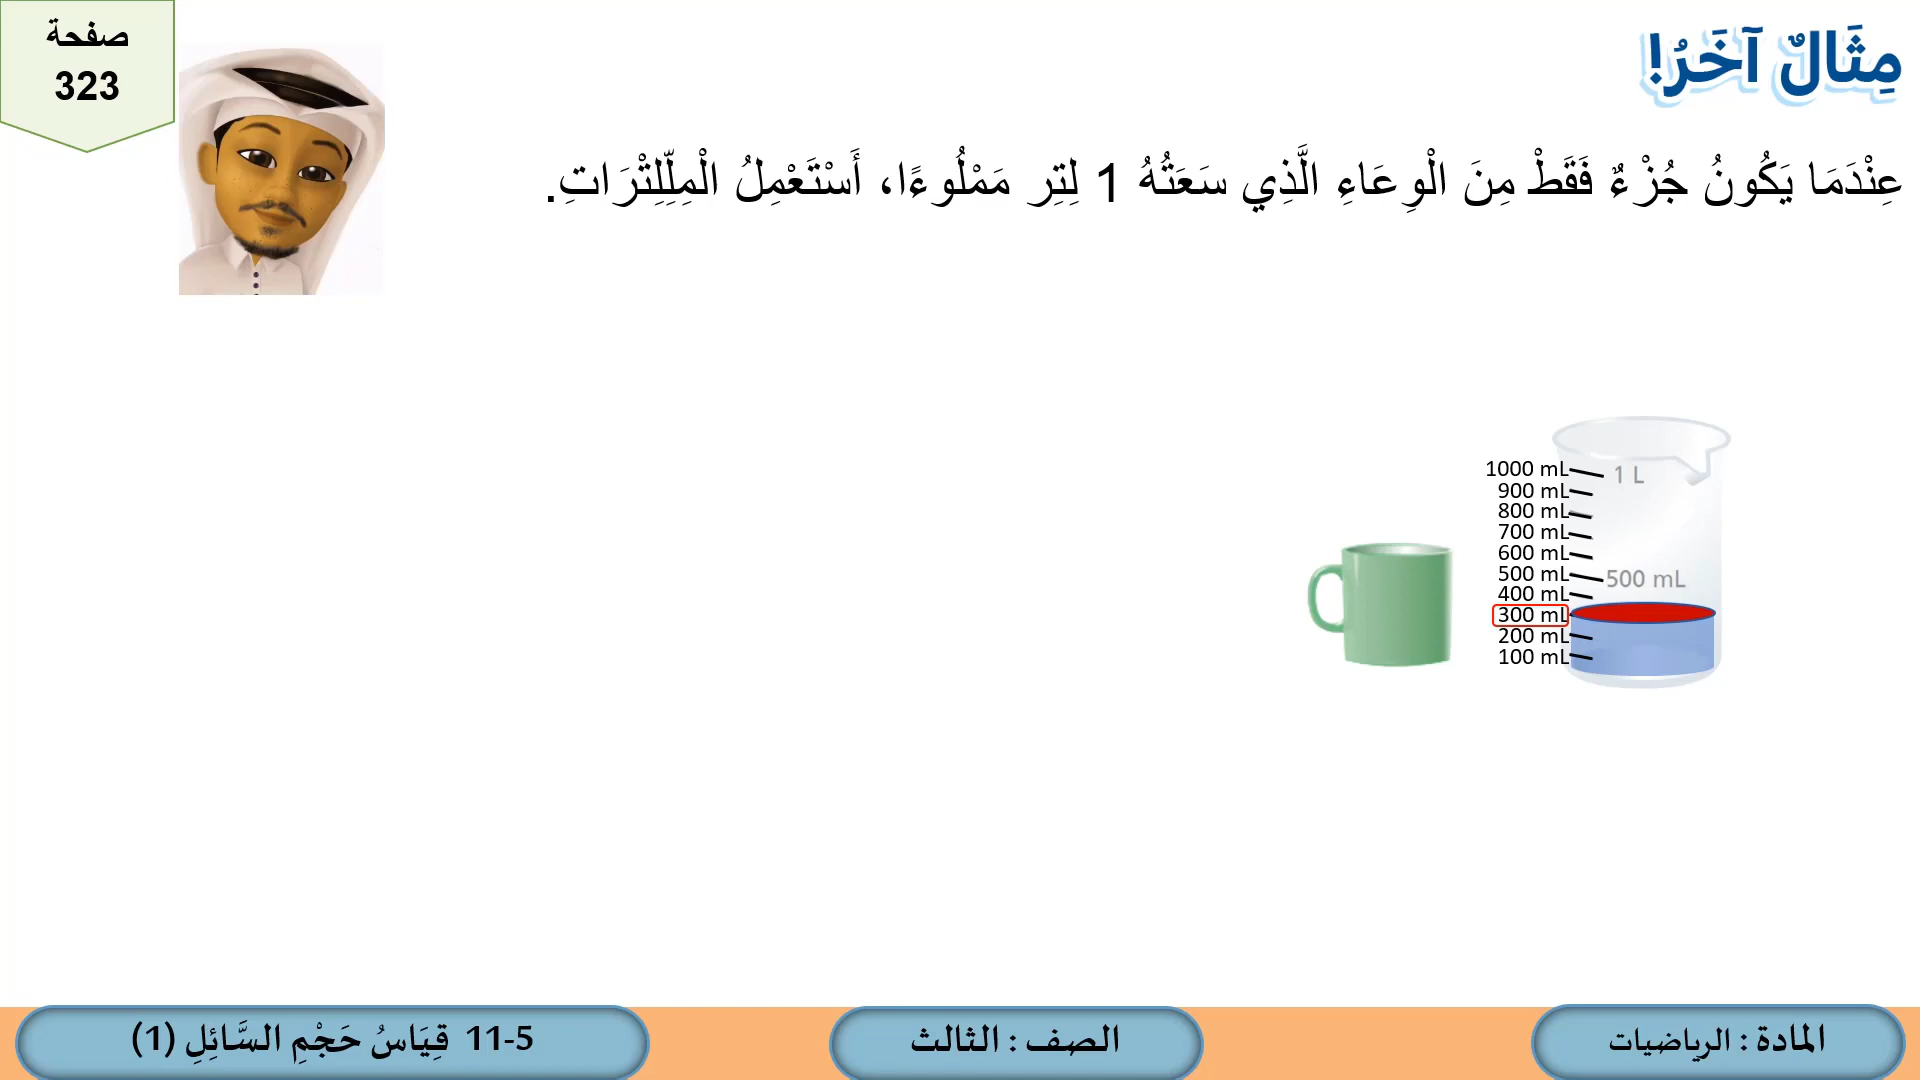 صفحة
323
مِثَالٌ آخَرُ!
عِنْدَمَا يَكُونُ جُزْءٌ فَقَطْ مِنَ الْوِعَاءِ الَّذِي سَعَتُهُ 1 لِتِر مَمْلُوءًا، أَسْتَعْمِلُ الْمِلِّلِتْرَاتِ.
1000 mL
900 mL
800 mL
700 mL
600 mL
500 mL
400 mL
300 mL
200 mL
100 mL
1 L
500 mL
المادة : الرياضيات
الصف : الثالث
11-5 قِيَاسُ حَجْمِ السَّائِلِ (1)